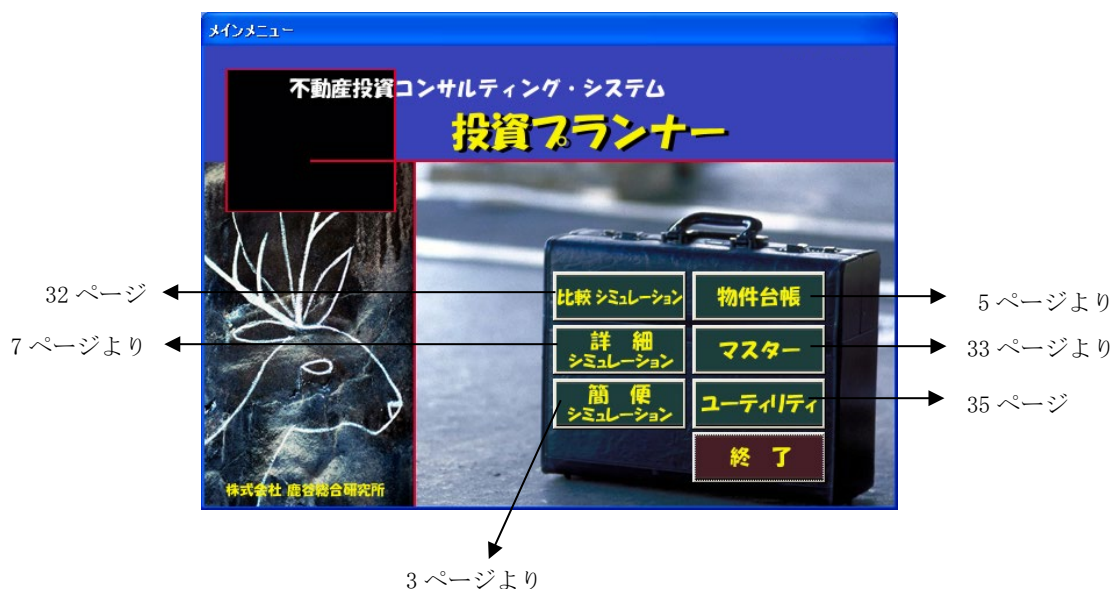 メインメニュー
不動産投資コンサルティング・システム
投資プランナー
32 ページ
比較 シミュレーション
物件台帳
5 ページより
7 ページより
詳 細
シミュレーション
マスター
33 ページより
簡 便
シミュレーション
ユーティリティ
35 ページ
終 了
株式会社 鹿谷総合研究所
3 ページより